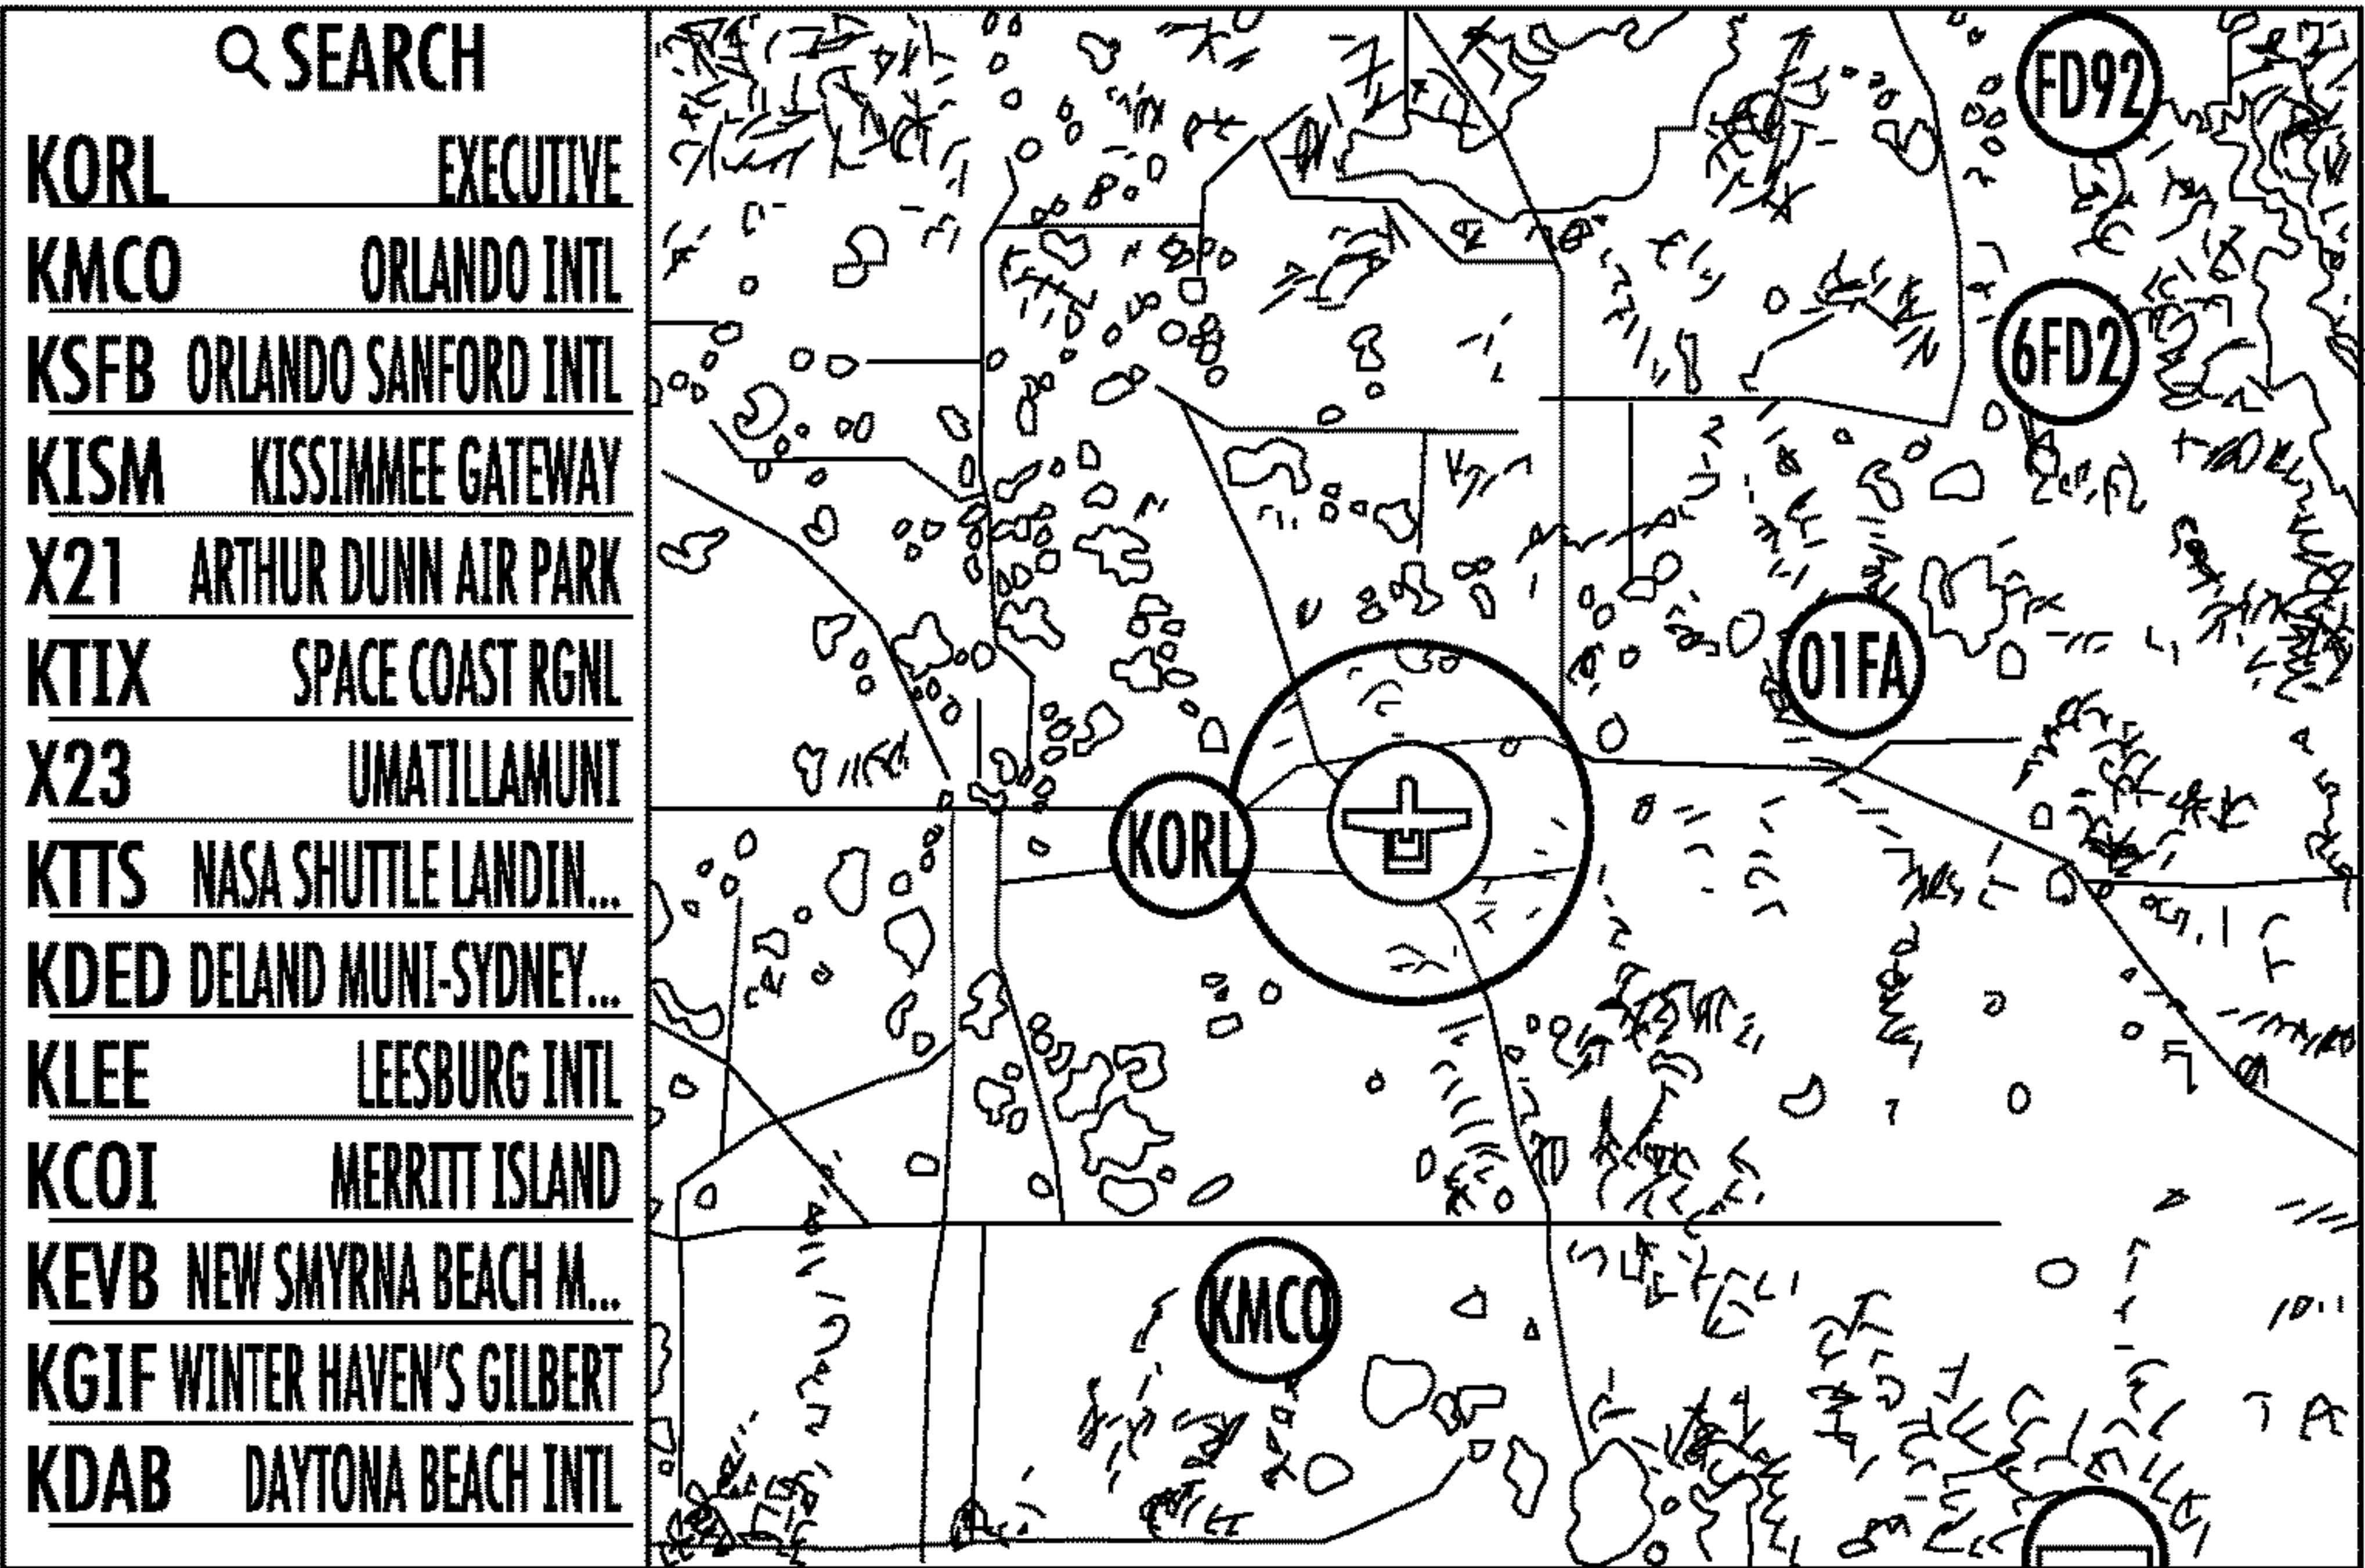 SEARCH
KORL EXECUTIVE
KMCO ORLANDO INTL
KSFB ORLANDO SANFORD INTL
KISM KISSIMMEE GATEWAY
X21 ARTHUR DUNN AIR PARK
KTIX SPACE COAST RGNL
X23 UMATILLAMUNI
KTTS NASA SHUTTLE LANDIN...
KDED DELAND MUNI-SYDNEY...
KLEE LEESBURG INTL
KCOI MERRITT ISLAND
KEVB NEW SMYRNA BEACH M...
KGIF WINTER HAVEN'S GILBERT
KDAB DAYTONA BEACH INTL
FD92
6FD2
01FA
KORL
KMCO